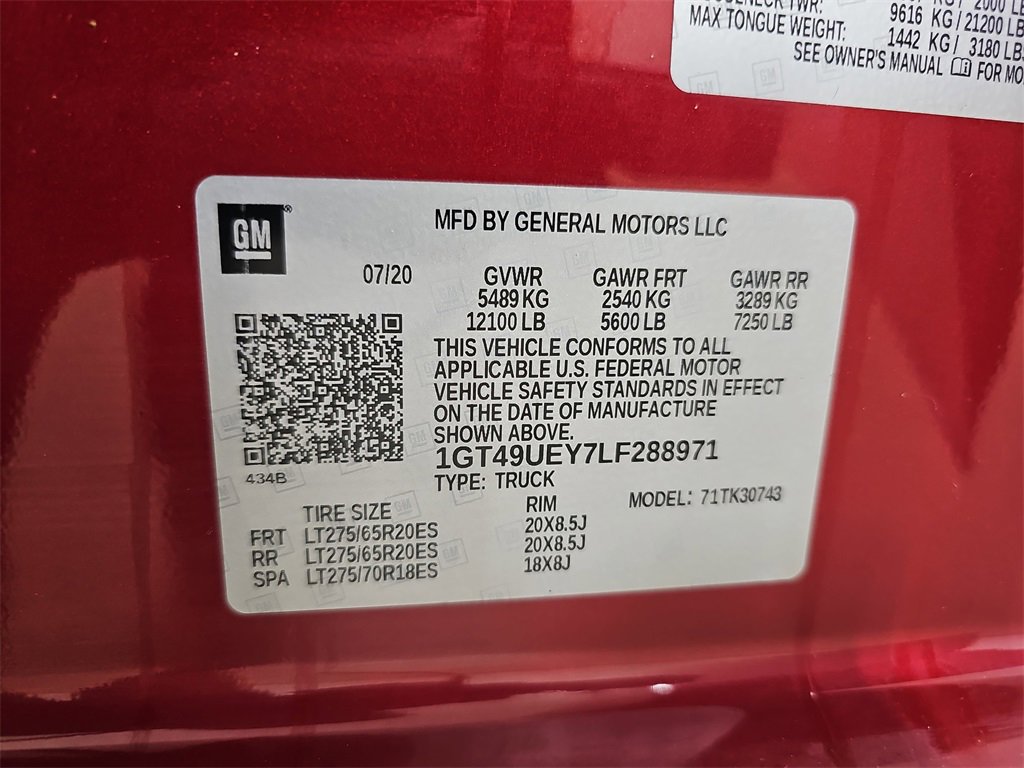 9616 KG/21200 LB
MAX TONGUE WEIGHT: 1442 KG/ 3180 LB
SEE OWNER'S MANUAL FOR
GM
MFD BY GENERAL MOTORS LLC
07/20 GVWR GAWR FRT GAWR RR
5489 KG 2540 KG 3289 KG
12100 LB 5600 LB 7250 LB
THIS VEHICLE CONFORMS TO ALL
APPLICABLE U.S. FEDERAL MOTOR
VEHICLE SAFETY STANDARDS IN EFFECT
ON THE DATE OF MANUFACTURE
SHOWN ABOVE.
1GT49UEY7LF288971
434B
TYPE: TRUCK
MODEL: 71TK30743
TIRE SIZE RIM
FRT LT275/65R20ES 20X8.5J
RR LT275/65R20ES 20X8.5J
SPA LT275/70R18ES 18X8J